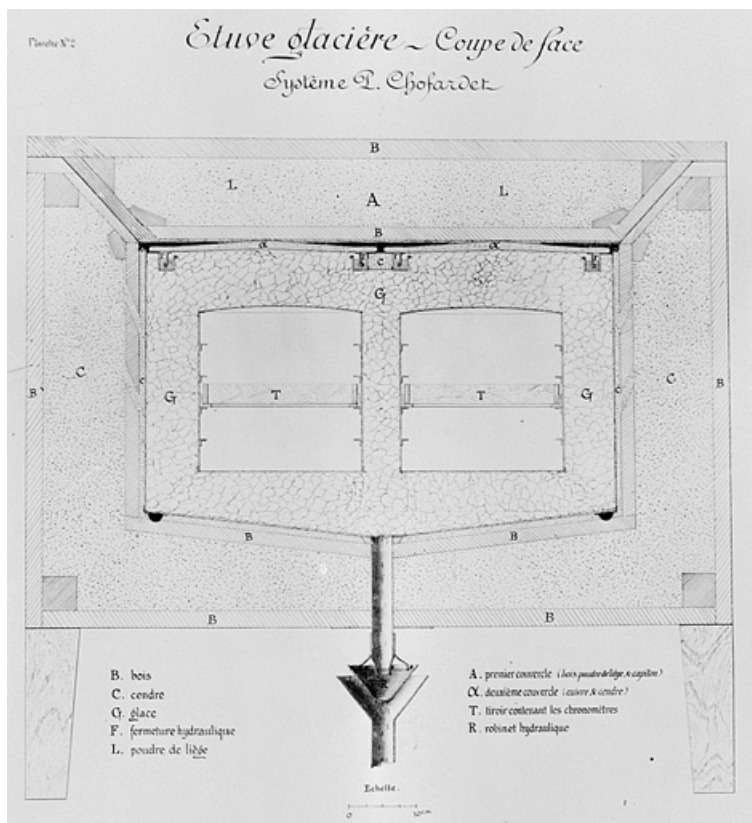 Planche N°2
Etuve glacière ~ Coupe de face
Système P. Chofardet
B
L
L
A
B
α
α
c
G
C
C
B
B
c
c
G
G
T
T
B
B
B
B
R
B. bois
C. cendre
G. glace
F. fermeture hydraulique
L. poudre de liège
A. premier couvercle (bois, poudre de liège, & capiton)
α. deuxième couvercle (cuivre & cendre)
T. tiroir contenant les chronomètres
R. robinet hydraulique
Echelle.
0 10cm